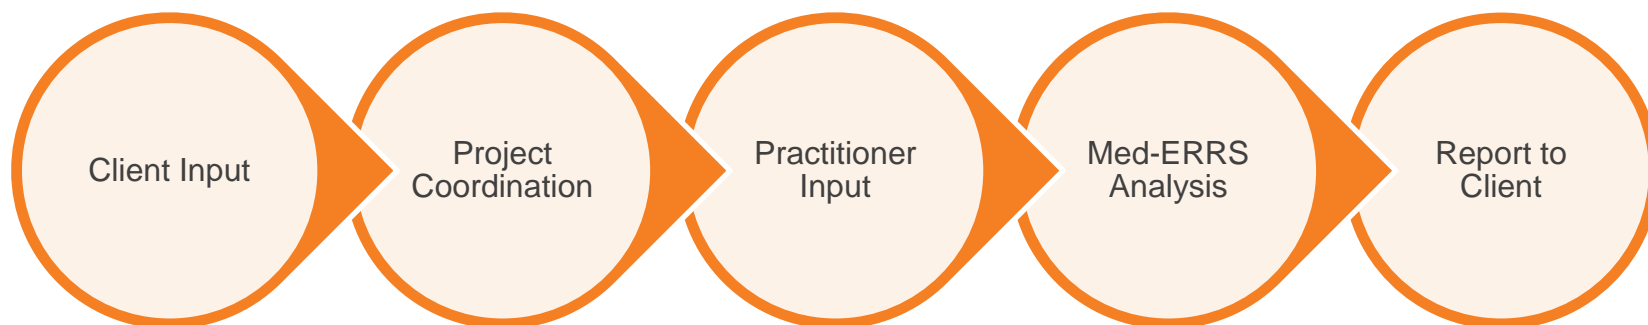 Client Input
Project
Coordination
Practitioner
Input
Med-ERRS
Analysis
Report to
Client